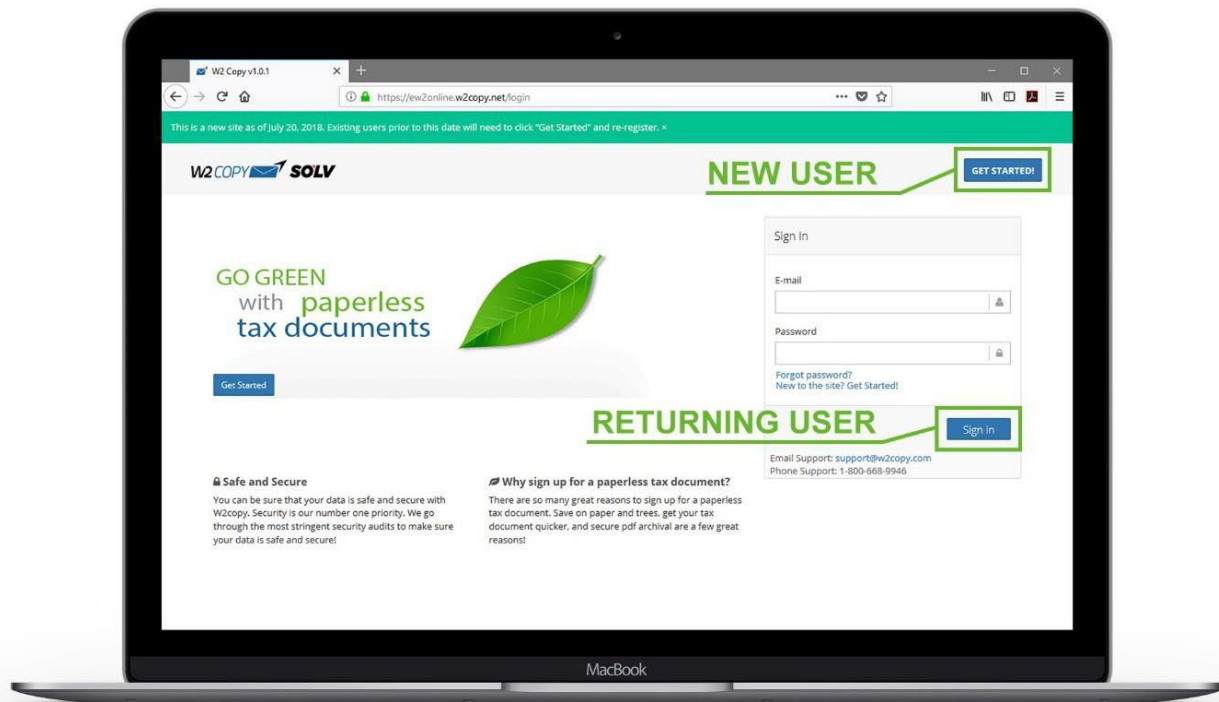 W2 Copy v1.0.1
https://ew2online.w2copy.net/login
This is a new site as of July 20, 2018. Existing users prior to this date will need to click "Get Started" and re-register. ×
W2 COPY SOLV
NEW USER
GET STARTED!
Sign In
GO GREEN
with paperless
tax documents
Get Started
E-mail
Password
Forgot password?
New to the site? Get Started!
RETURNING USER
Sign in
Email Support: support@w2copy.com
Phone Support: 1-800-668-9946
Safe and Secure
You can be sure that your data is safe and secure with
W2copy. Security is our number one priority. We go
through the most stringent security audits to make sure
your data is safe and secure!
Why sign up for a paperless tax document?
There are so many great reasons to sign up for a paperless
tax document. Save on paper and trees, get your tax
document quicker, and secure pdf archival are a few great
reasons!
MacBook